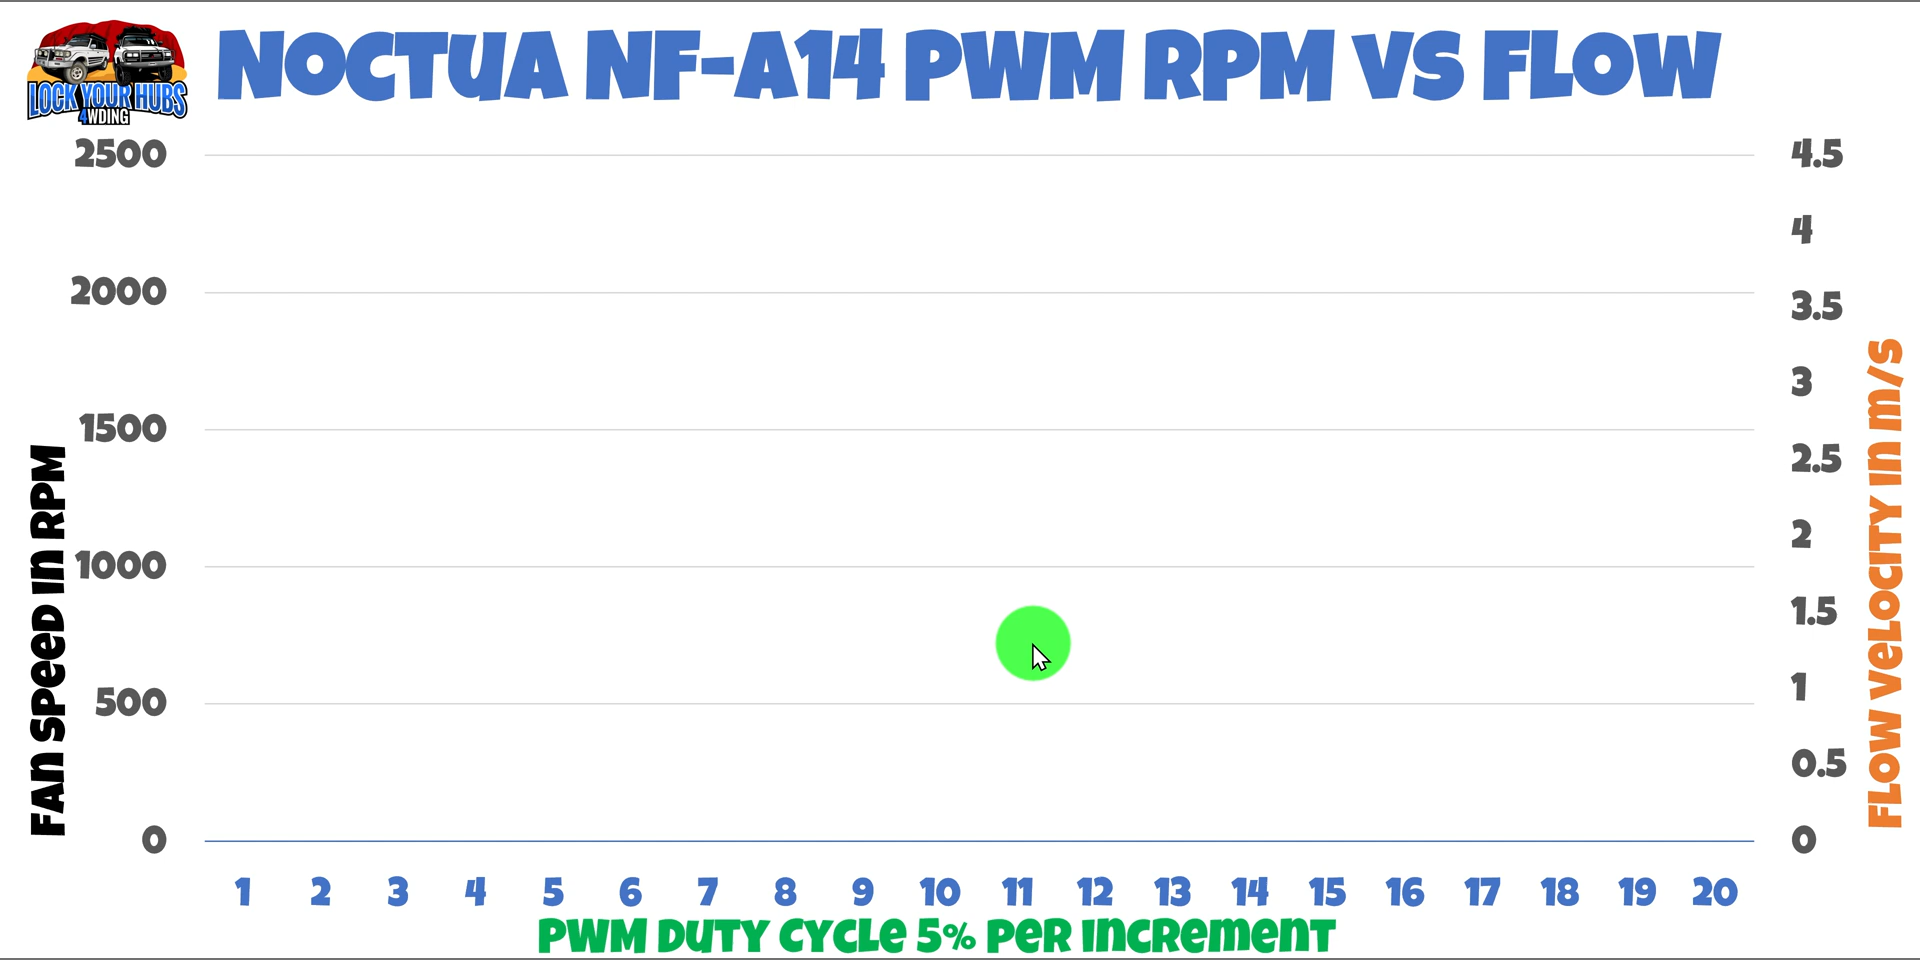 LOCK YOUR HUBS
4WDING
NOCTUA NF-A14 PWM RPM VS FLOW
2500
2000
1500
1000
500
0
FAN SPEED IN RPM
4.5
4
3.5
3
2.5
2
1.5
1
0.5
0
FLOW VELOCITY IN M/S
1 2 3 4 5 6 7 8 9 10 11 12 13 14 15 16 17 18 19 20
PWM DUTY CYCLE 5% PER INCREMENT